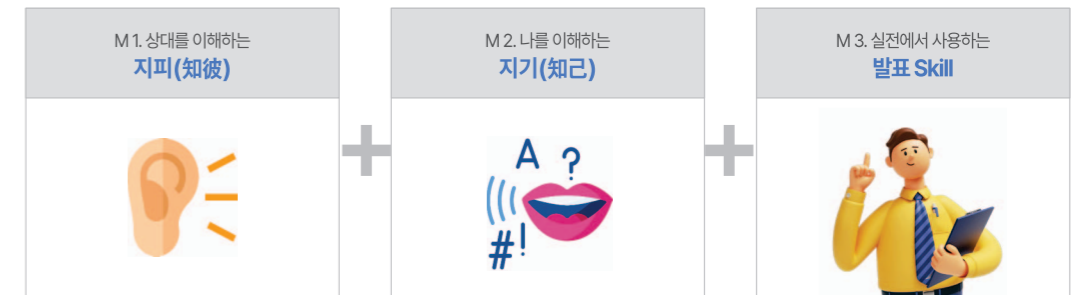 M 1. 상대를 이해하는
지피(知彼)
M 2. 나를 이해하는
지기(知己)
M 3. 실전에서 사용하는
발표 Skill
+
+
A ?
#!